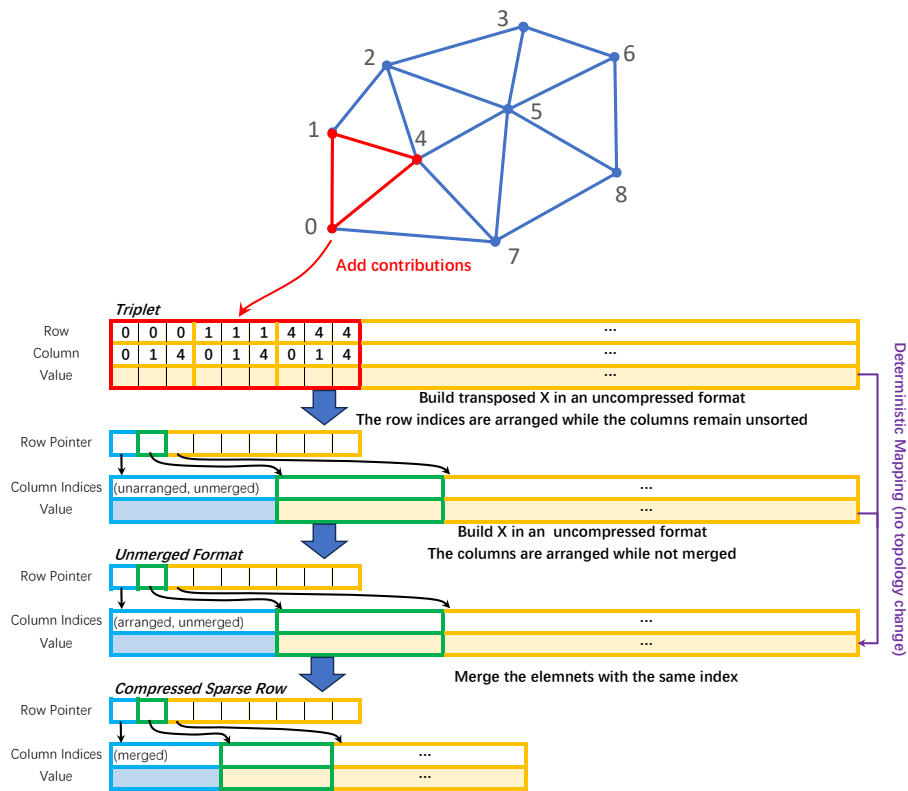 3
2
6
5
1
4
8
0
7
Add contributions
Triplet
Row 0 0 0 1 1 1 4 4 4 ...
Column 0 1 4 0 1 4 0 1 4 ...
Value ...
Build transposed X in an uncompressed format
The row indices are arranged while the columns remain unsorted
Row Pointer
Column Indices (unarranged, unmerged) ...
Value ...
Build X in an uncompressed format
The columns are arranged while not merged
Unmerged Format
Row Pointer
Column Indices (arranged, unmerged) ...
Value ...
Merge the elemnets with the same index
Compressed Sparse Row
Row Pointer
Column Indices (merged) ...
Value ...
Deterministic Mapping (no topology change)